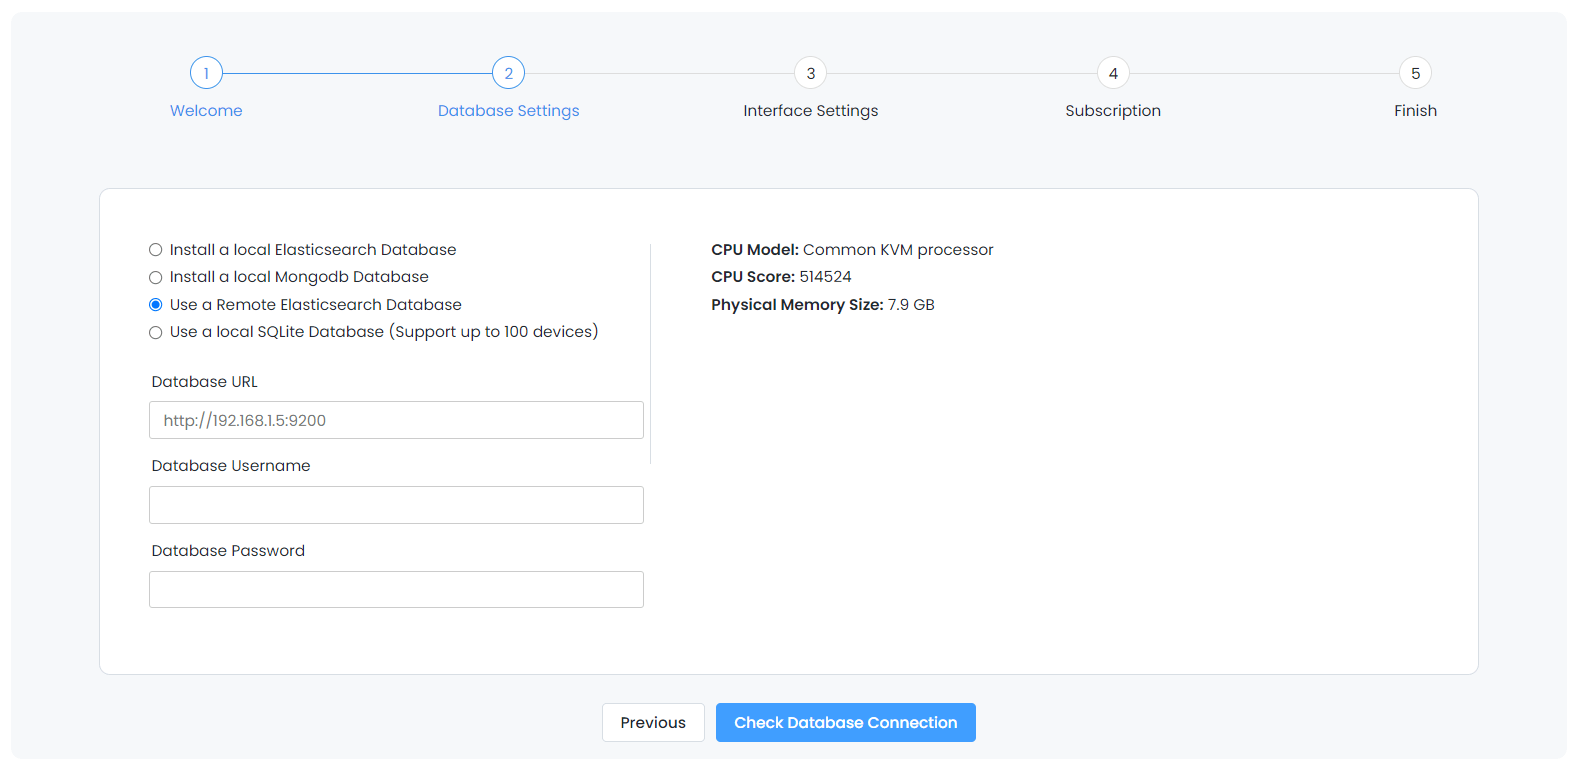 1 2 3 4 5
Welcome Database Settings Interface Settings Subscription Finish
Install a local Elasticsearch Database
Install a local Mongodb Database
Use a Remote Elasticsearch Database
Use a local SQLite Database (Support up to 100 devices)
Database URL
http://192.168.1.5:9200
Database Username
Database Password
CPU Model: Common KVM processor
CPU Score: 514524
Physical Memory Size: 7.9 GB
Previous Check Database Connection